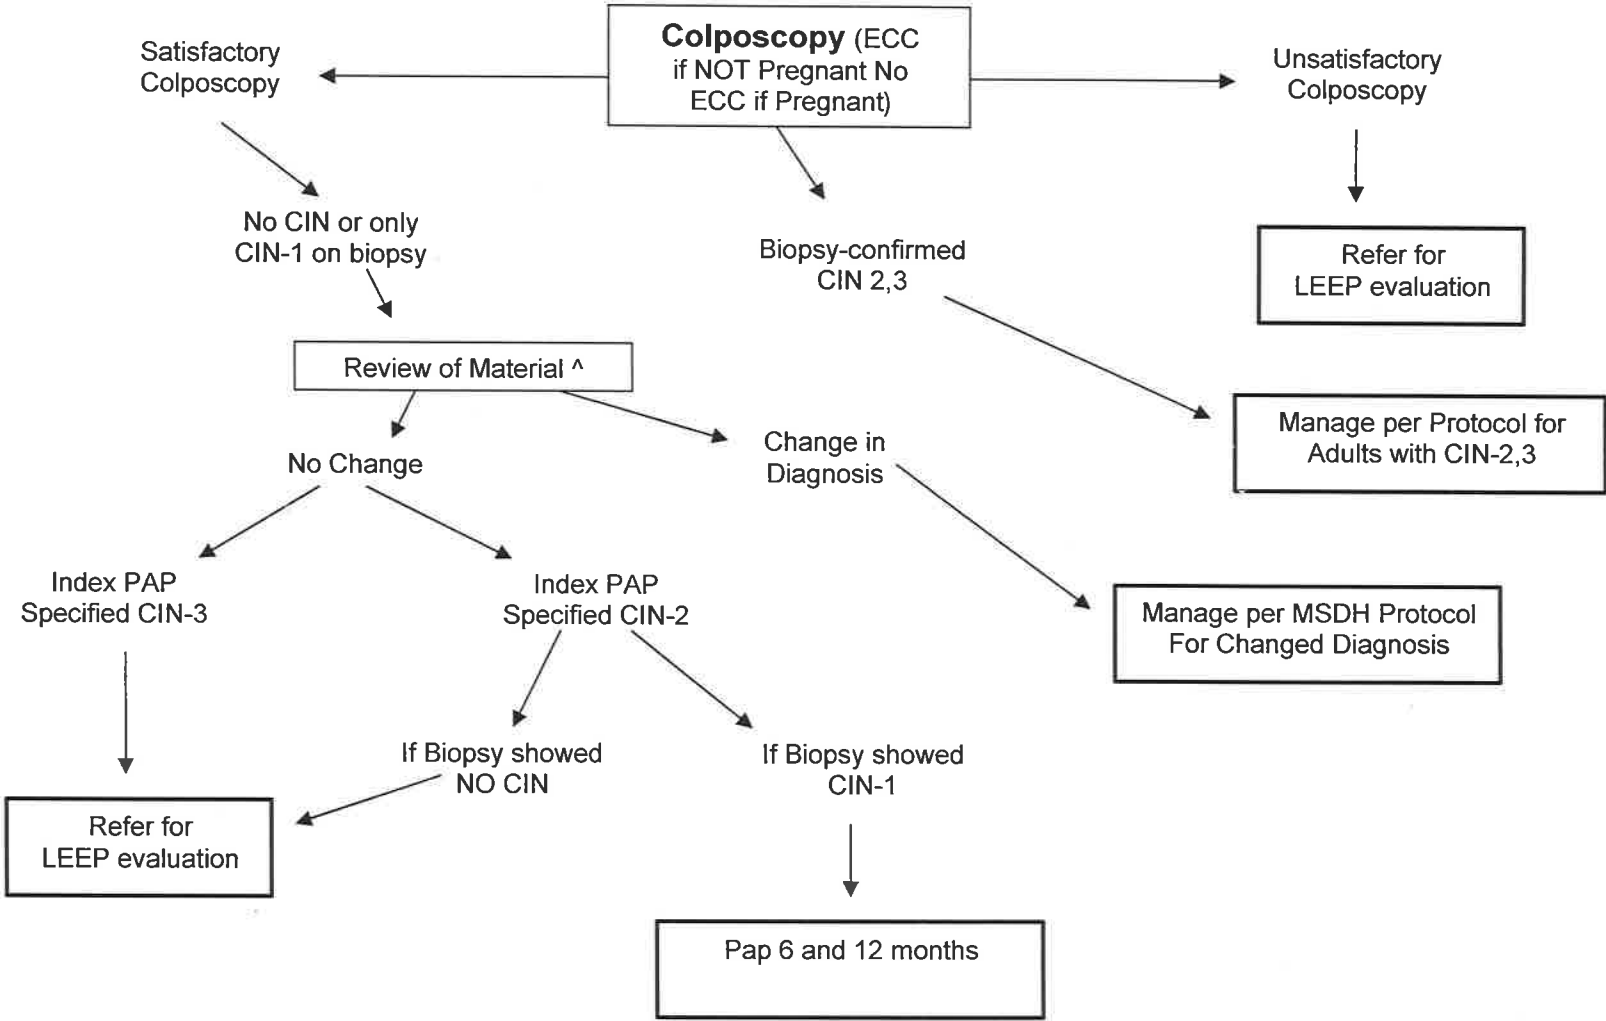 Colposcopy (ECC
if NOT Pregnant No
ECC if Pregnant)
Satisfactory
Colposcopy
Unsatisfactory
Colposcopy
No CIN or only
CIN-1 on biopsy
Biopsy-confirmed
CIN 2,3
Refer for
LEEP evaluation
Review of Material ^
Manage per Protocol for
Adults with CIN-2,3
No Change
Change in
Diagnosis
Index PAP
Specified CIN-3
Index PAP
Specified CIN-2
Manage per MSDH Protocol
For Changed Diagnosis
If Biopsy showed
NO CIN
If Biopsy showed
CIN-1
Refer for
LEEP evaluation
Pap 6 and 12 months